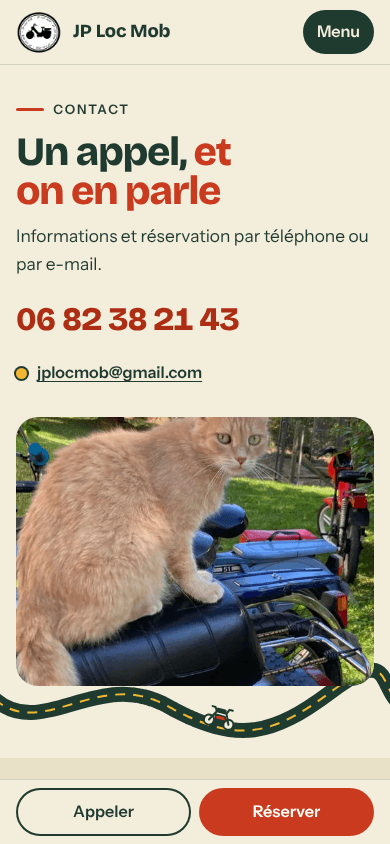 JP Loc Mob
Menu
CONTACT
Un appel, et
on en parle
Informations et réservation par téléphone ou
par e-mail.
06 82 38 21 43
jplocmob@gmail.com
Appeler
Réserver